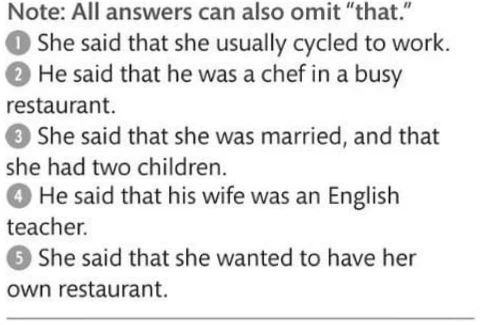 Note: All answers can also omit “that.”
1 She said that she usually cycled to work.
2 He said that he was a chef in a busy
restaurant.
3 She said that she was married, and that
she had two children.
4 He said that his wife was an English
teacher.
5 She said that she wanted to have her
own restaurant.